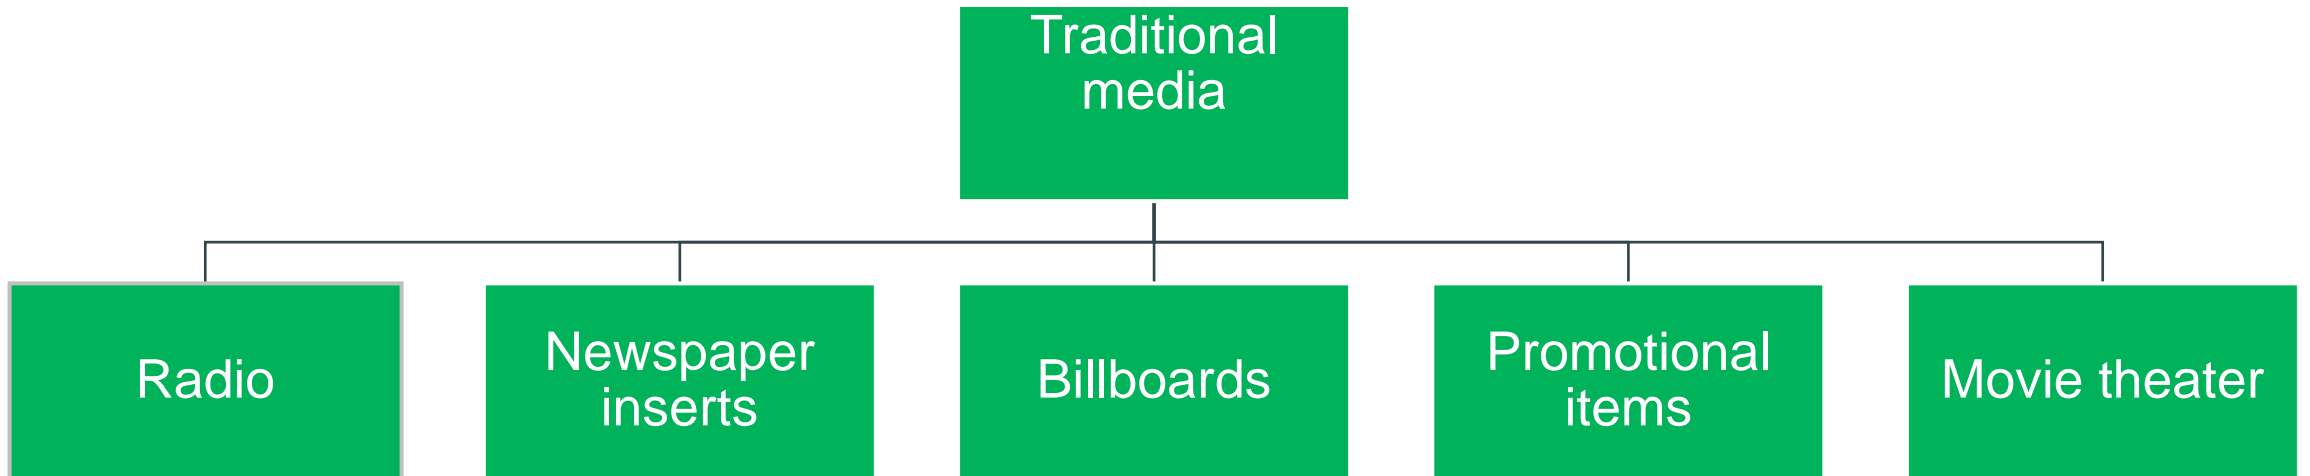 Traditional
media
Radio
Newspaper
inserts
Billboards
Promotional
items
Movie theater